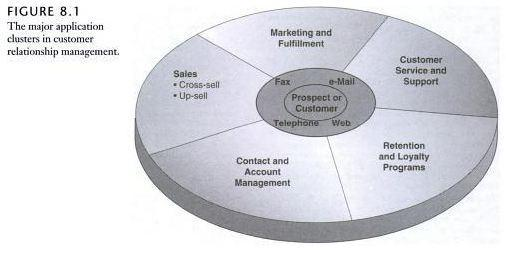 FIGURE 8.1
The major application
clusters in customer
relationship management.
Marketing and
Fulfillment
Customer
Service and
Support
Sales
• Cross-sell
• Up-sell
Fax
e-Mail
Prospect or
Customer
Telephone
Web
Retention
and Loyalty
Programs
Contact and
Account
Management